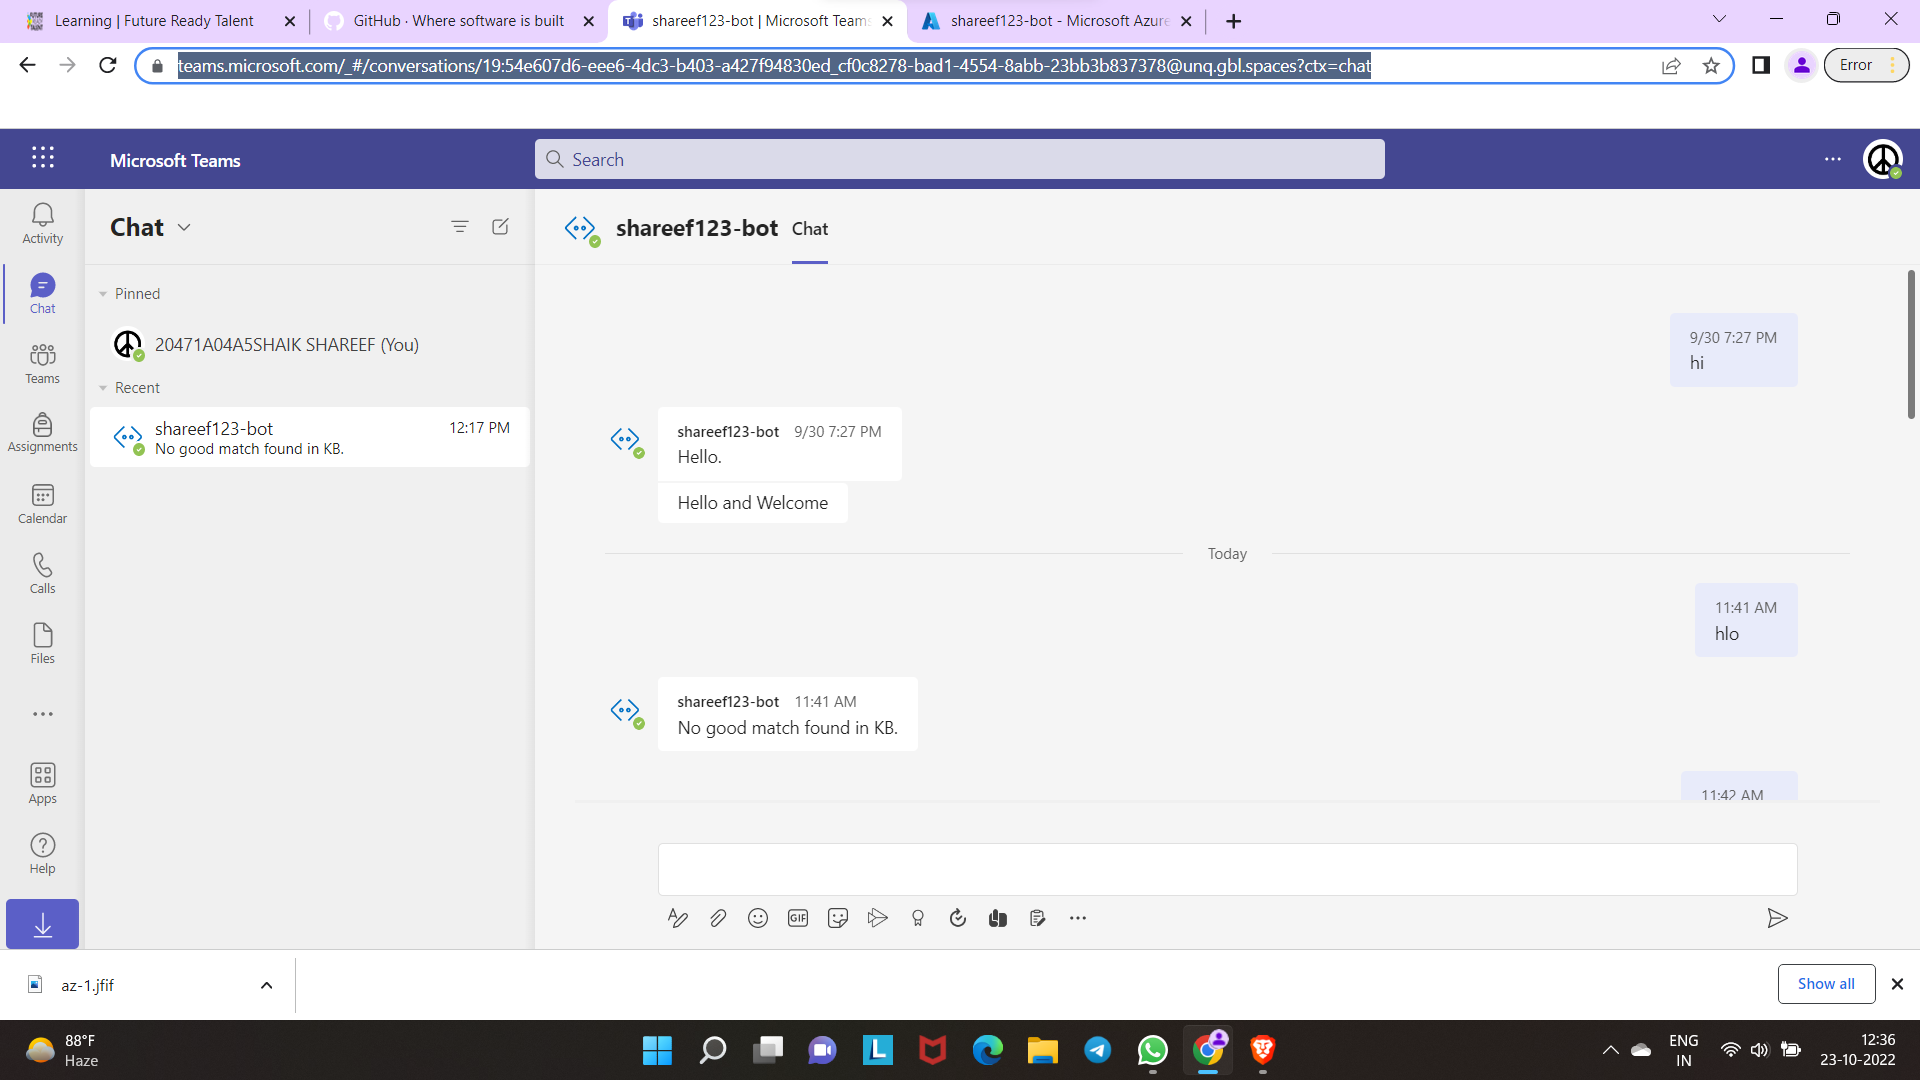 Learning | Future Ready Talent
GitHub · Where software is built
shareef123-bot | Microsoft Teams
shareef123-bot - Microsoft Azure
teams.microsoft.com/_#/conversations/19:54e607d6-eee6-4dc3-b403-a427f94830ed_cf0c8278-bad1-4554-8abb-23bb3b837378@unq.gbl.spaces?ctx=chat
Error
Microsoft Teams
Search
Activity
Chat
Teams
Assignments
Calendar
Calls
Files
Apps
Help
Chat
Pinned
20471A04A5SHAIK SHAREEF (You)
Recent
shareef123-bot 12:17 PM
No good match found in KB.
shareef123-bot Chat
9/30 7:27 PM
hi
shareef123-bot 9/30 7:27 PM
Hello.
Hello and Welcome
Today
11:41 AM
hlo
shareef123-bot 11:41 AM
No good match found in KB.
11:42 AM
GIF
az-1.jfif
Show all
88°F
Haze
L
ENG
IN
12:36
23-10-2022